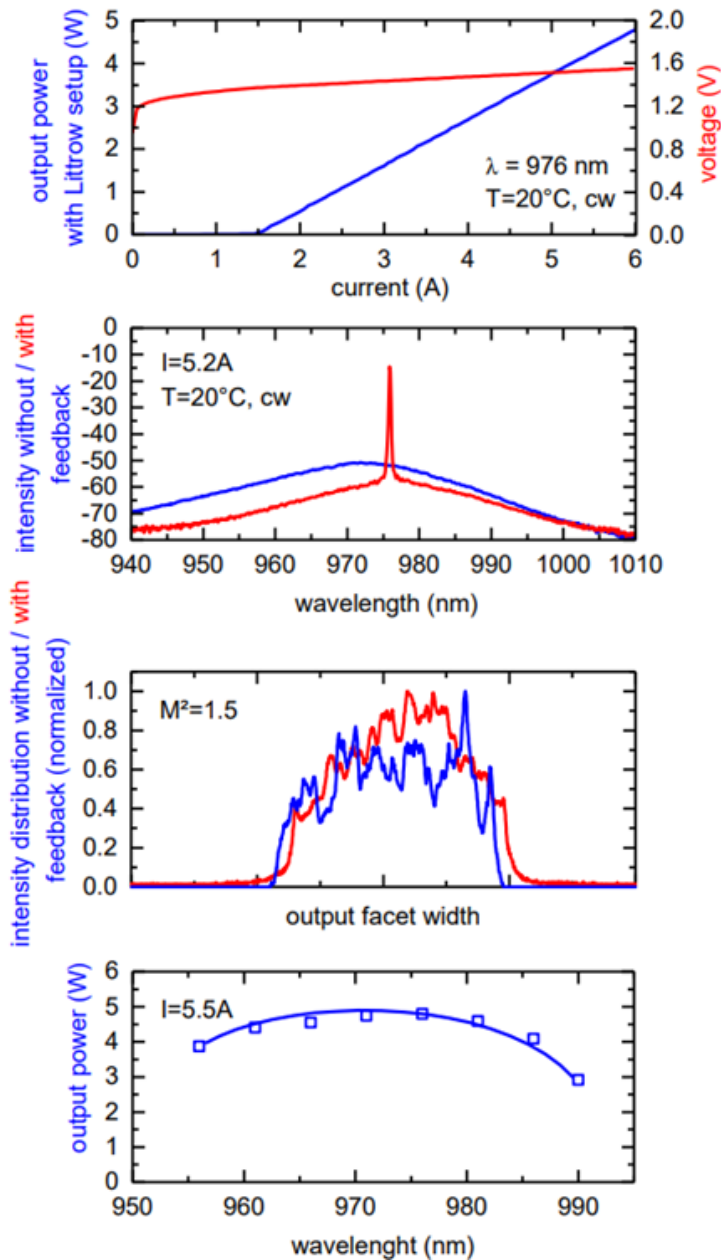 output power
with Littrow setup (W)
5
4
3
2
1
0
2.0
1.6
1.2
0.8
0.4
0.0
voltage (V)
λ = 976 nm
T=20°C, cw
0 1 2 3 4 5 6
current (A)
intensity without / with
feedback
0
-10
-20
-30
-40
-50
-60
-70
-80
I=5.2A
T=20°C, cw
940 950 960 970 980 990 1000 1010
wavelength (nm)
intensity distribution without / with
feedback (normalized)
1.0
0.8
0.6
0.4
0.2
0.0
M²=1.5
output facet width
output power (W)
6
5
4
3
2
1
0
I=5.5A
950 960 970 980 990
wavelenght (nm)